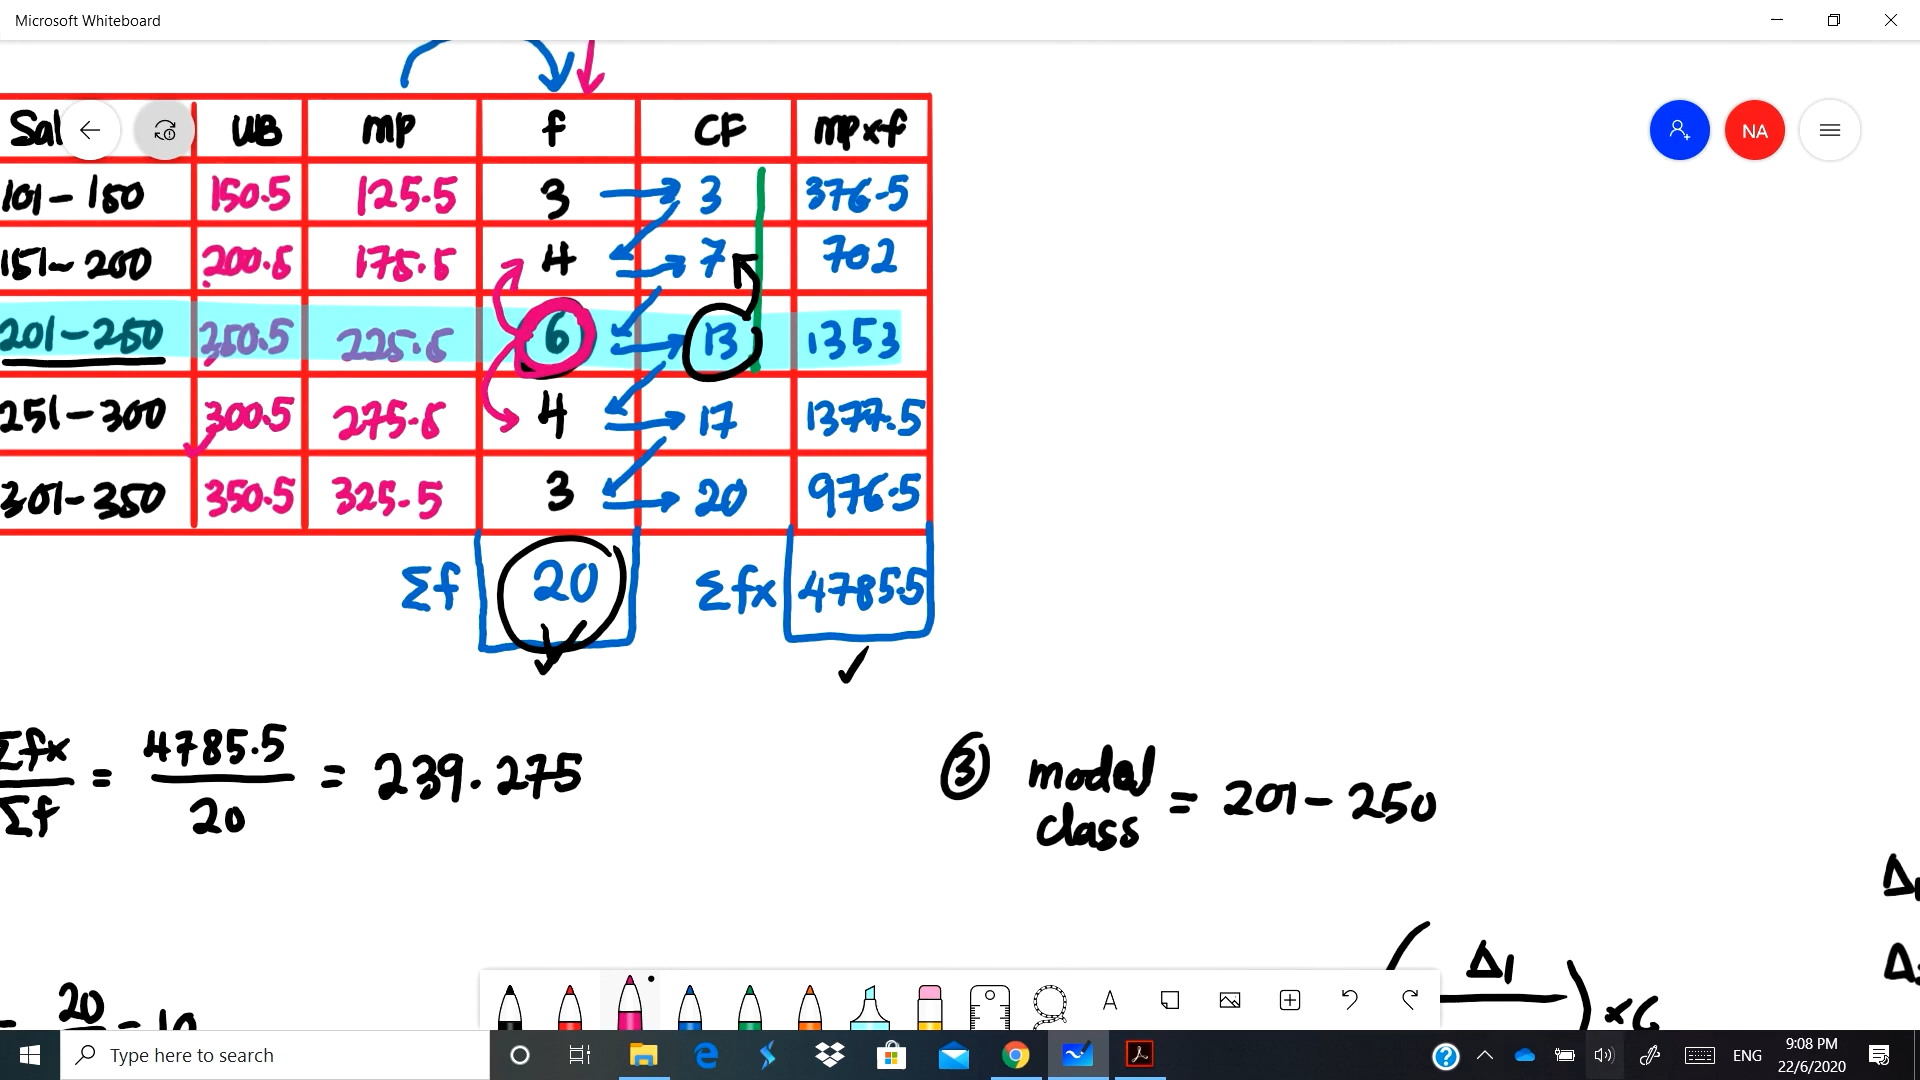 Microsoft Whiteboard
Sal UB MP f CF MPxf
NA
101-150 150.5 125.5 3 3 376.5
151-200 200.5 175.5 4 7 702
201-250 250.5 225.5 6 13 1353
251-300 300.5 275.5 4 17 1377.5
301-350 350.5 325.5 3 20 976.5
Σf 20 Σfx 4785.5
Σfx/Σf = 4785.5/20 = 239.275
③ modal class = 201-250
Δ1
Δ1
× C
20
= 10
A
Type here to search
ENG
9:08 PM
22/6/2020